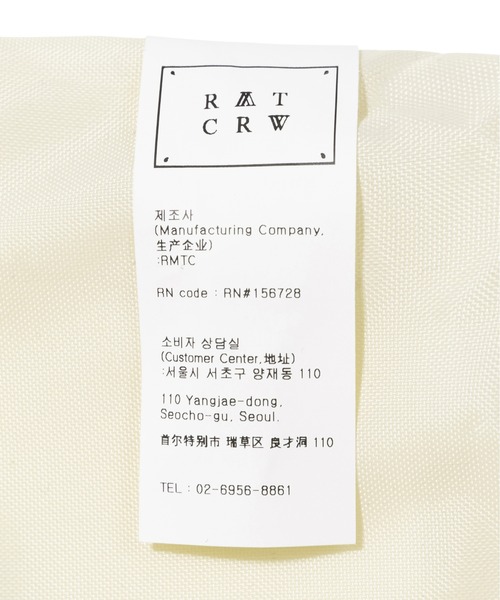 R M T
C R W
제조사
(Manufacturing Company,
生产企业)
:RMTC
RN code : RN#156728
소비자 상담실
(Customer Center,地址)
:서울시 서초구 양재동 110
110 Yangjae-dong,
Seocho-gu, Seoul.
首尔特别市 瑞草区 良才洞 110
TEL : 02-6956-8861